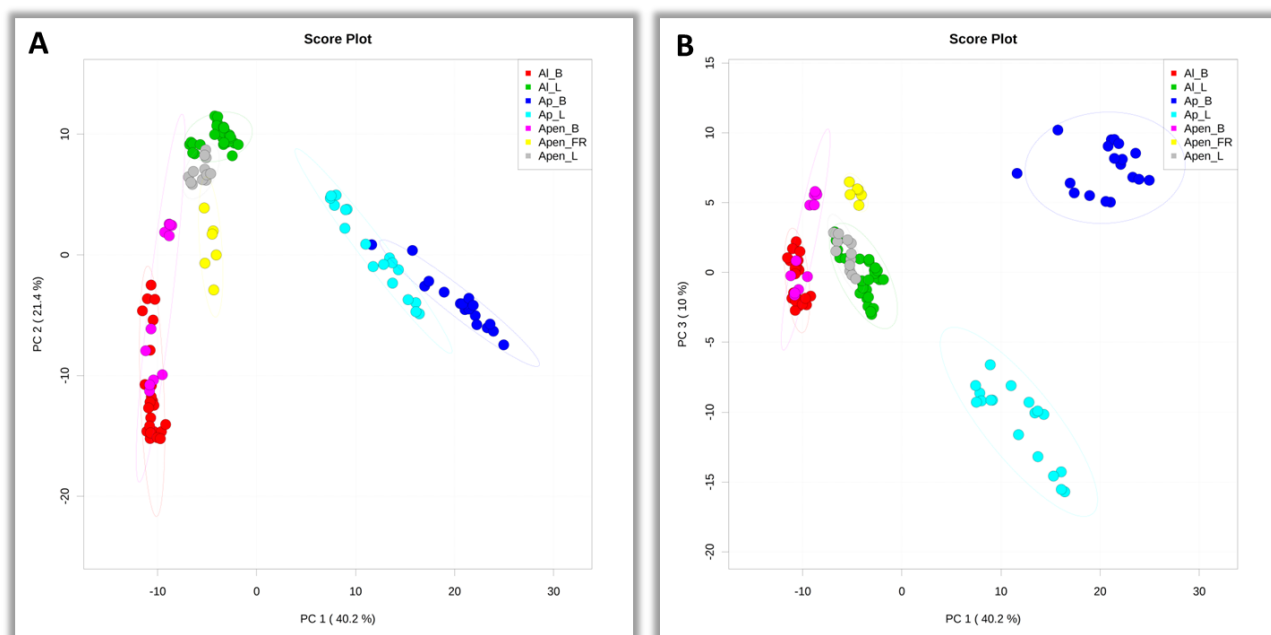 A
Score Plot
Al_B
Al_L
Ap_B
Ap_L
Apen_B
Apen_FR
Apen_L
10
0
-10
-20
PC 2 ( 21.4 %)
-10
0
10
20
30
PC 1 ( 40.2 %)
B
Score Plot
Al_B
Al_L
Ap_B
Ap_L
Apen_B
Apen_FR
Apen_L
15
10
5
0
-5
-10
-15
-20
PC 3 ( 10 %)
-10
0
10
20
30
PC 1 ( 40.2 %)